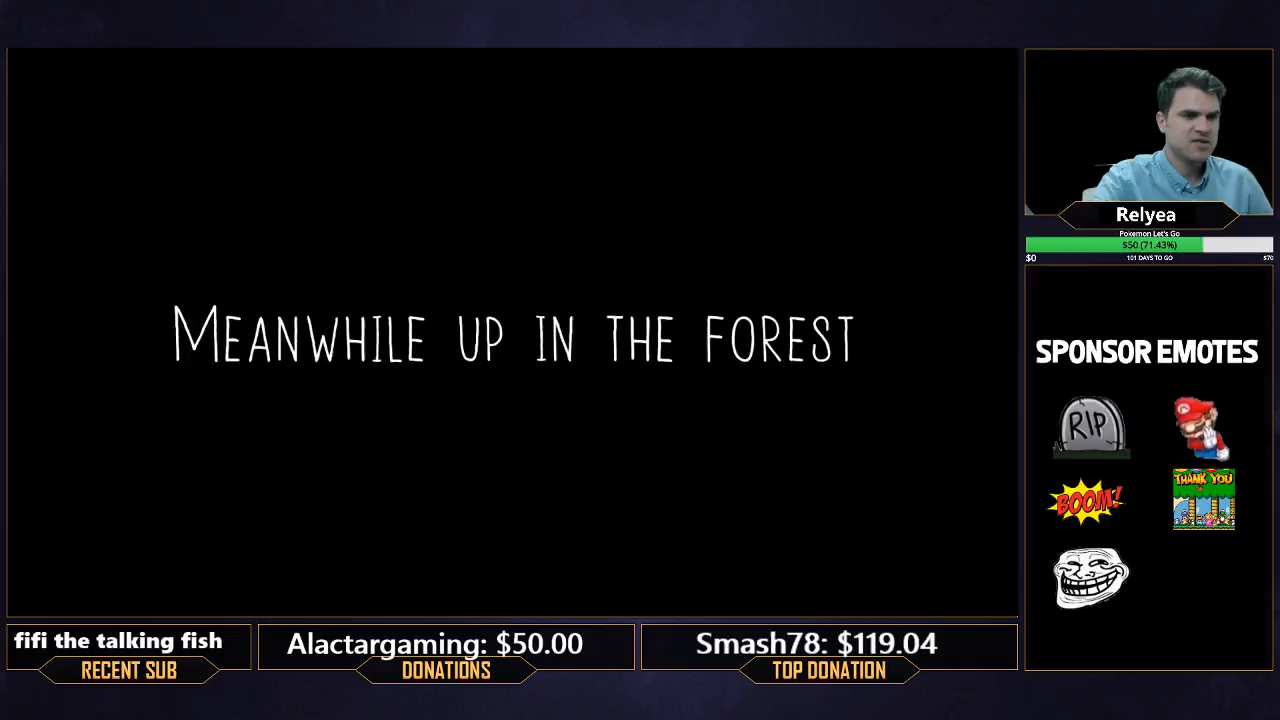 MEANWHILE UP IN THE FOREST
Relyea
Pokemon Let's Go
$50 (71.43%)
$0
101 DAYS TO GO
$70
SPONSOR EMOTES
RIP
BOOM!
THANK YOU
fifi the talking fish
RECENT SUB
Alactargaming: $50.00
DONATIONS
Smash78: $119.04
TOP DONATION